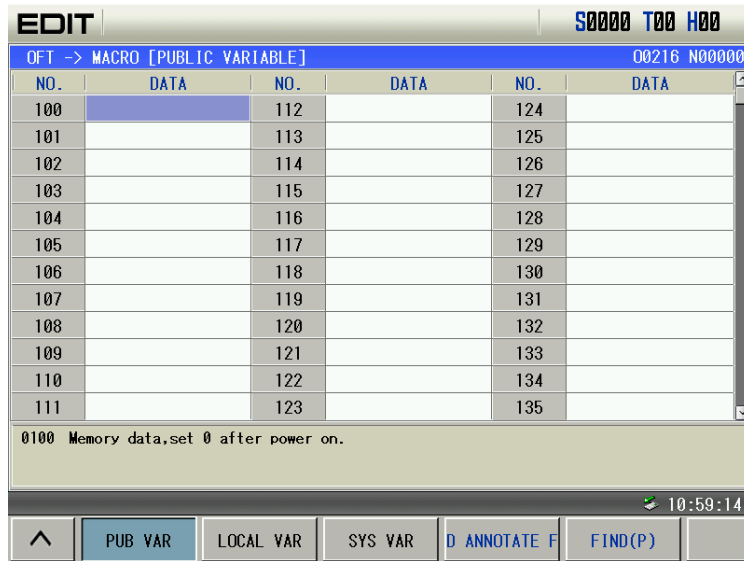 EDIT S0000 T00 H00
OFT -> MACRO [PUBLIC VARIABLE] O0216 N00000
NO. DATA NO. DATA NO. DATA
100 112 124
101 113 125
102 114 126
103 115 127
104 116 128
105 117 129
106 118 130
107 119 131
108 120 132
109 121 133
110 122 134
111 123 135
0100 Memory data,set 0 after power on.
10:59:14
PUB VAR LOCAL VAR SYS VAR D ANNOTATE F FIND(P)